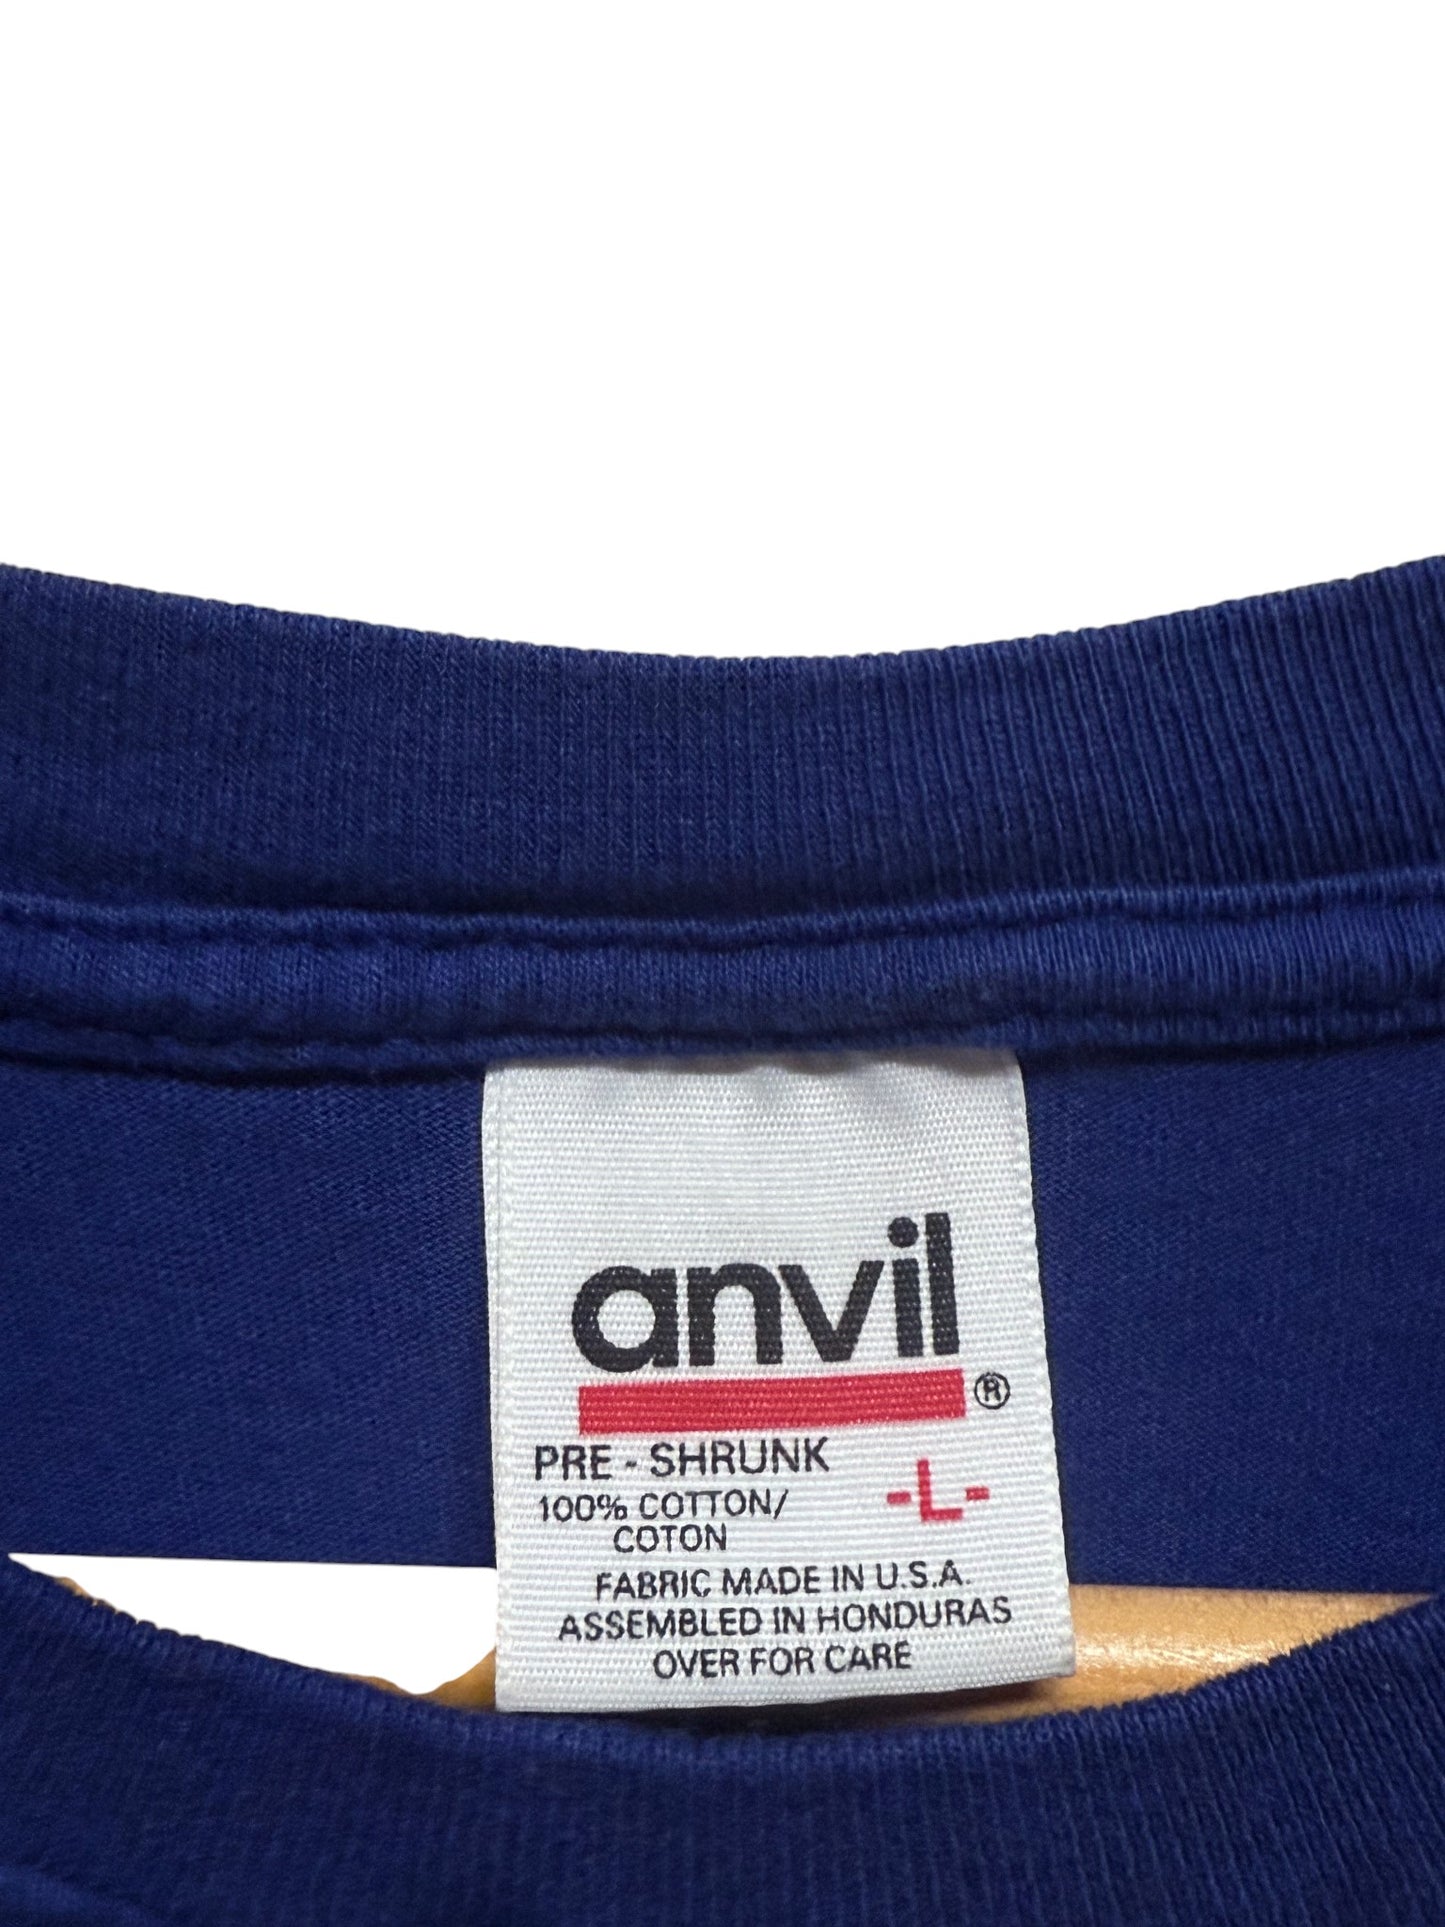 anvil
®
PRE - SHRUNK
100% COTTON/
COTON
-L-
FABRIC MADE IN U.S.A.
ASSEMBLED IN HONDURAS
OVER FOR CARE